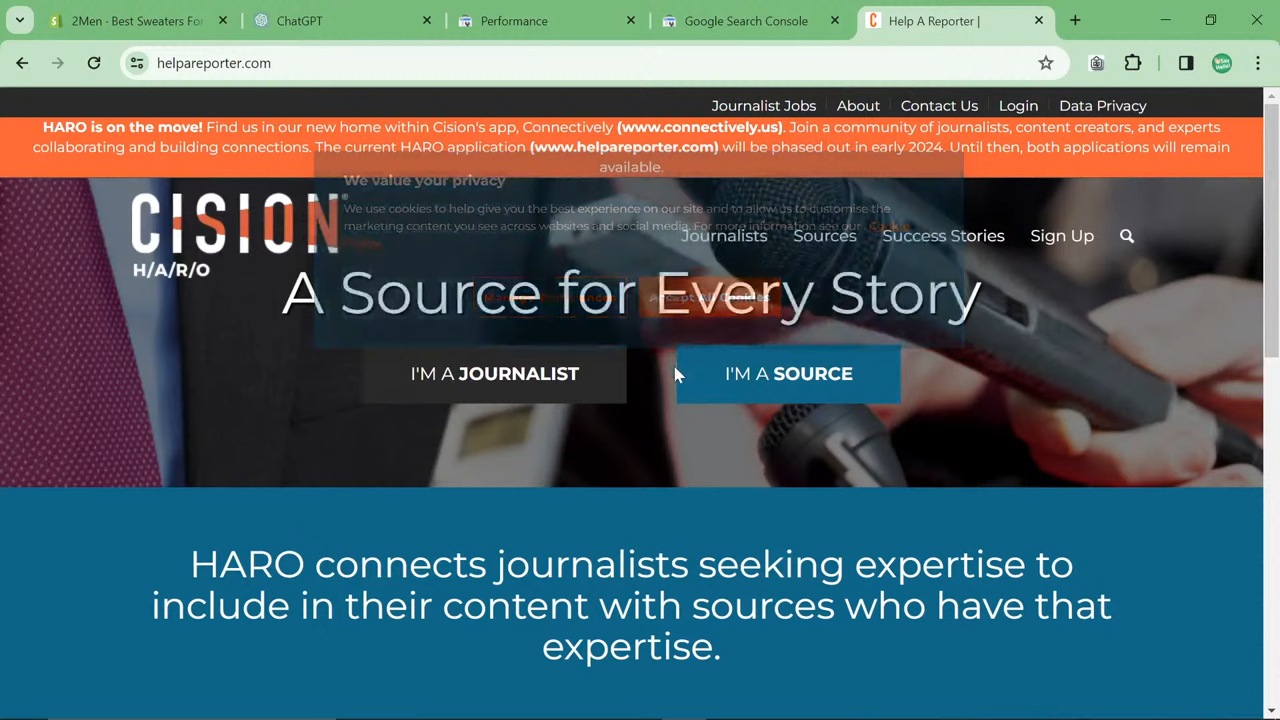 2Men - Best Sweaters For
ChatGPT
Performance
Google Search Console
Help A Reporter |
helpareporter.com
Journalist Jobs
About
Contact Us
Login
Data Privacy
HARO is on the move! Find us in our new home within Cision's app, Connectively (www.connectively.us). Join a community of journalists, content creators, and experts
collaborating and building connections. The current HARO application (www.helpareporter.com) will be phased out in early 2024. Until then, both applications will remain
available.
We value your privacy
We use cookies to help give you the best experience on our site and to allow us to customise the
marketing content you see across websites and social media. For more information see our
CISION
H/A/R/O
Journalists
Sources
Success Stories
Sign Up
A Source for Every Story
Accept All Cookies
I'M A JOURNALIST
I'M A SOURCE
HARO connects journalists seeking expertise to
include in their content with sources who have that
expertise.